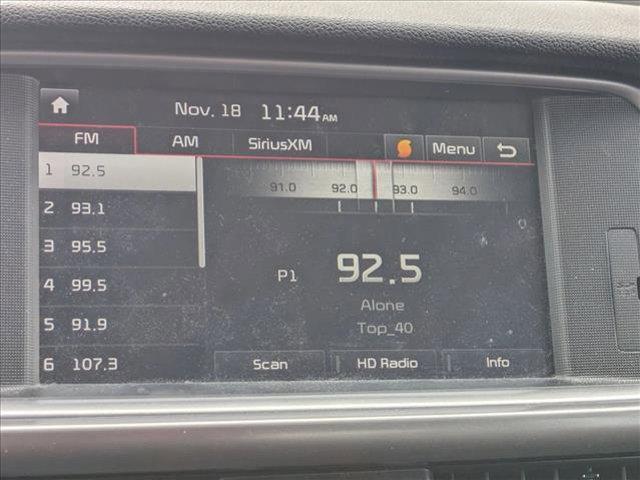 Nov. 18 11:44 AM
FM AM SiriusXM Menu
1 92.5
2 93.1
3 95.5
4 99.5
5 91.9
6 107.3
91.0 92.0 93.0 94.0
P1 92.5
Alone
Top_40
Scan HD Radio Info